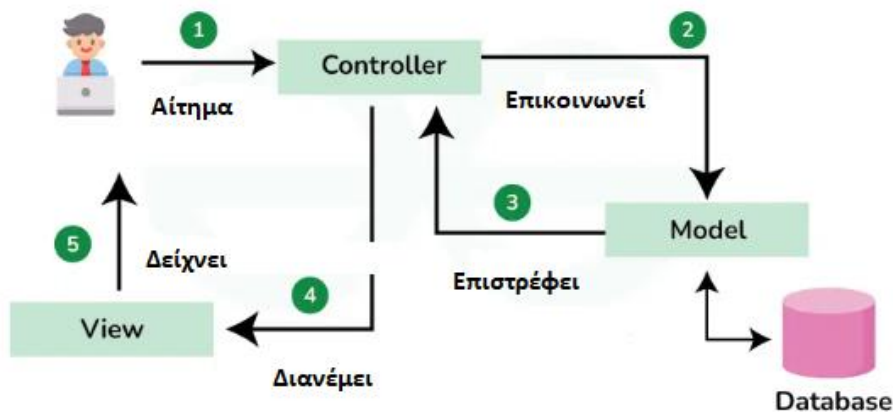 1
2
Controller
Αίτημα
Επικοινωνεί
3
Model
5
Δείχνει
Επιστρέφει
4
View
Διανέμει
Database